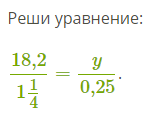 Реши уравнение:
18,2 / 1 1/4 = y / 0,25.